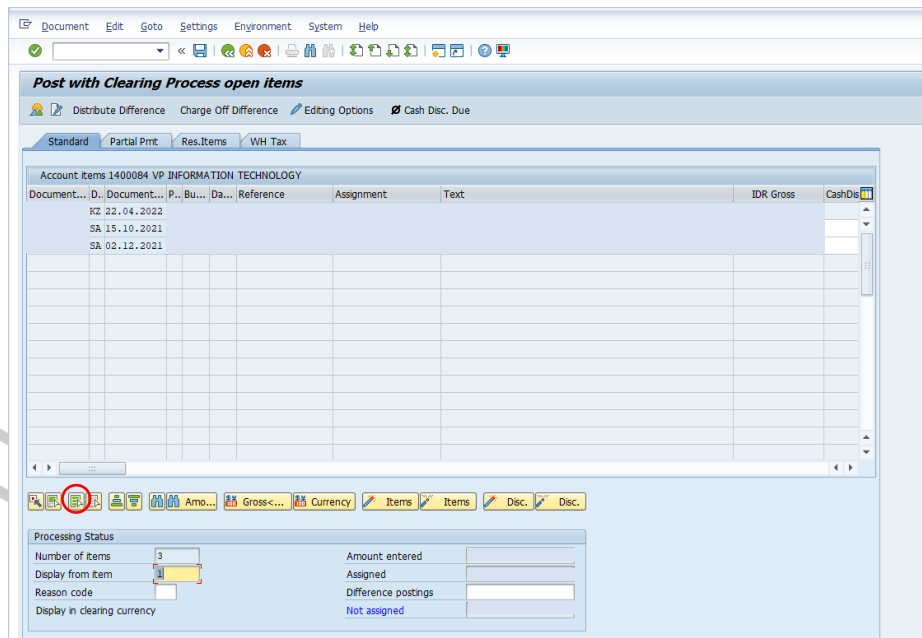 Document Edit Goto Settings Environment System Help
Post with Clearing Process open items
Distribute Difference Charge Off Difference Editing Options Cash Disc. Due
Standard Partial Pmt Res.Items WH Tax
Account items 1400084 VP INFORMATION TECHNOLOGY
Document... D.. Document... P.. Bu... Da... Reference Assignment Text IDR Gross CashDis
KZ 22.04.2022
SA 15.10.2021
SA 02.12.2021
Amo... Gross<... Currency Items Items Disc. Disc.
Processing Status
Number of items 3 Amount entered
Display from item 1 Assigned
Reason code Difference postings
Display in clearing currency Not assigned